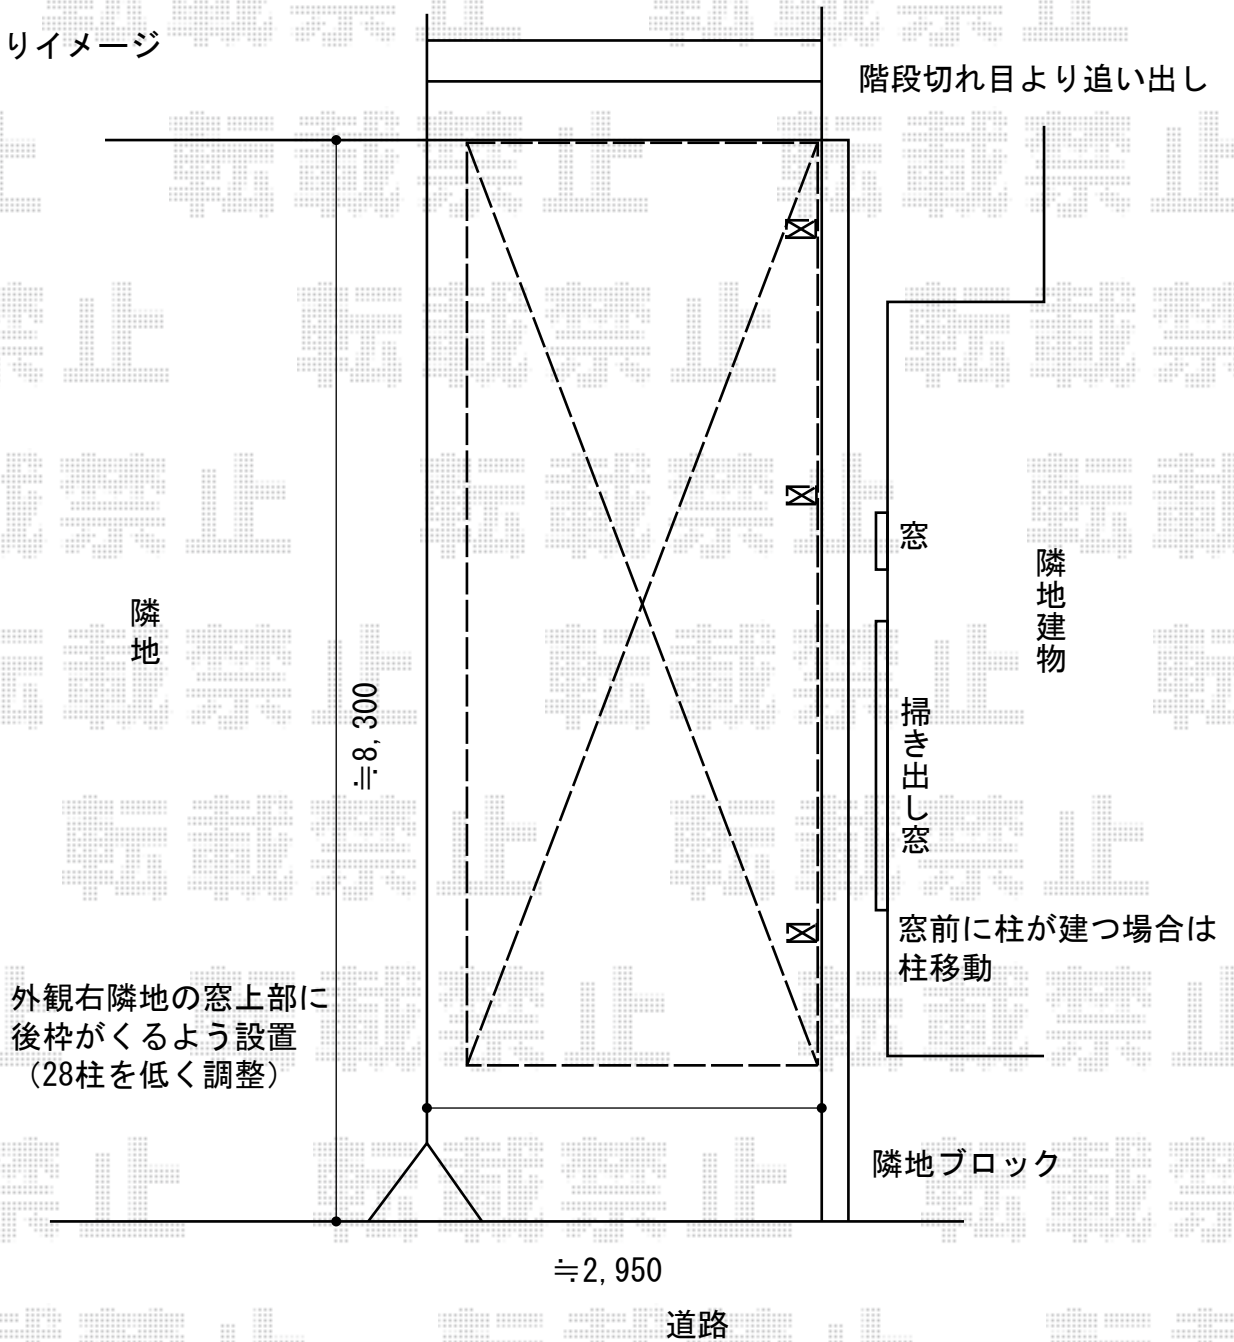 りイメージ
階段切れ目より追い出し
窓
隣地建物
隣地
≒8,300
掃き出し窓
窓前に柱が建つ場合は
柱移動
外観右隣地の窓上部に
後枠がくるよう設置
（28柱を低く調整）
隣地ブロック
≒2,950
道路
転載禁止